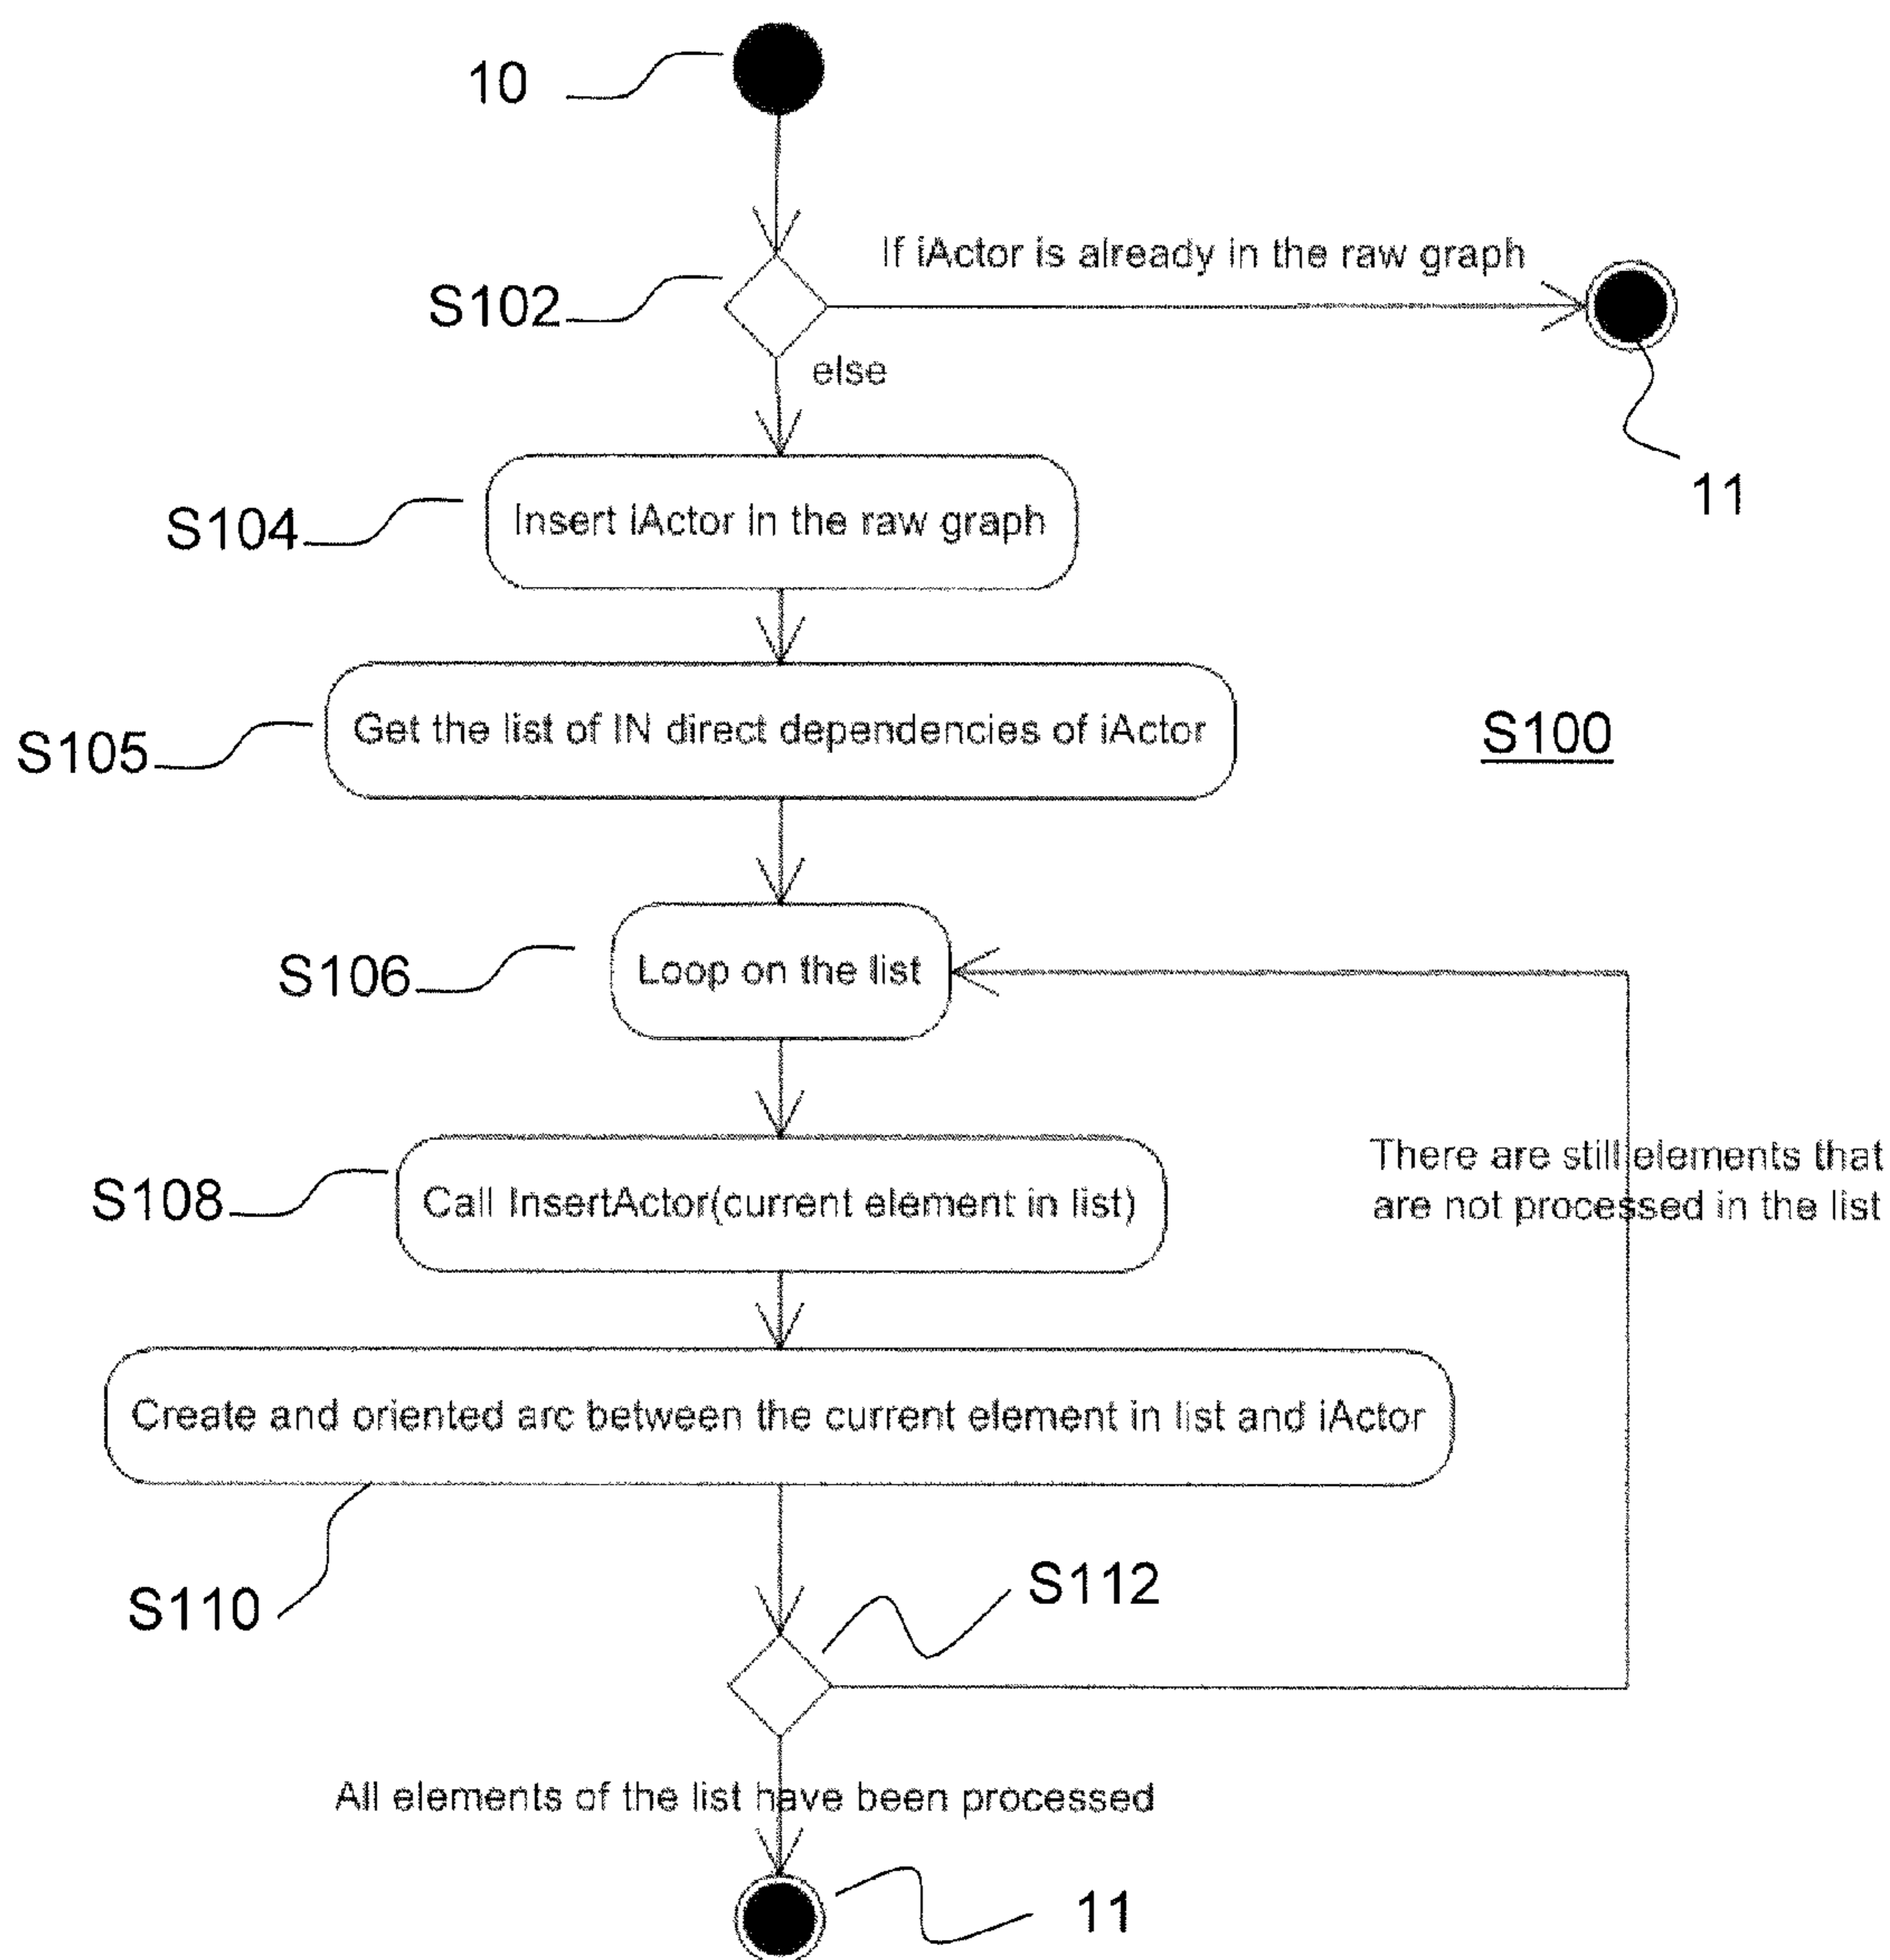 10
If iActor is already in the raw graph
S102
else
11
S104
Insert iActor in the raw graph
S105
Get the list of IN direct dependencies of iActor
S100
S106
Loop on the list
There are still elements that
are not processed in the list
S108
Call InsertActor(current element in list)
Create and oriented arc between the current element in list and iActor
S110
S112
All elements of the list have been processed
11